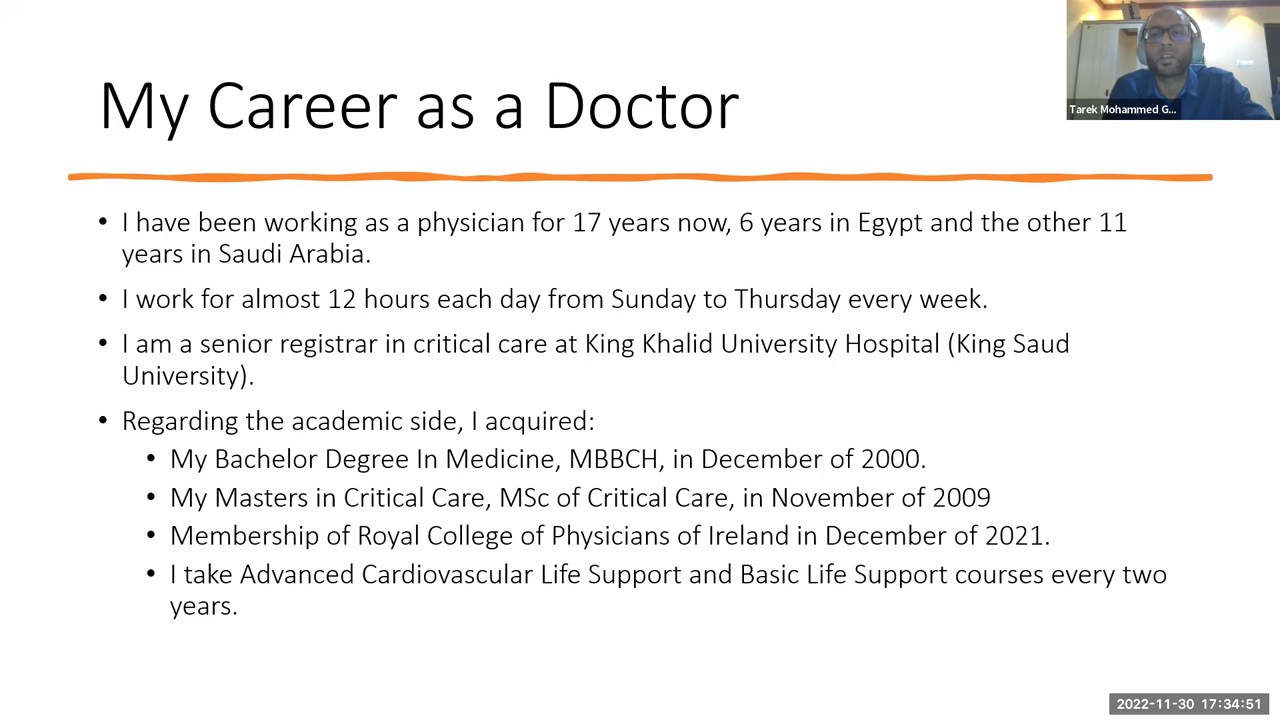 Tarek Mohammed G...
My Career as a Doctor
• I have been working as a physician for 17 years now, 6 years in Egypt and the other 11
years in Saudi Arabia.
• I work for almost 12 hours each day from Sunday to Thursday every week.
• I am a senior registrar in critical care at King Khalid University Hospital (King Saud
University).
• Regarding the academic side, I acquired:
• My Bachelor Degree In Medicine, MBBCH, in December of 2000.
• My Masters in Critical Care, MSc of Critical Care, in November of 2009
• Membership of Royal College of Physicians of Ireland in December of 2021.
• I take Advanced Cardiovascular Life Support and Basic Life Support courses every two
years.
2022-11-30 17:34:51